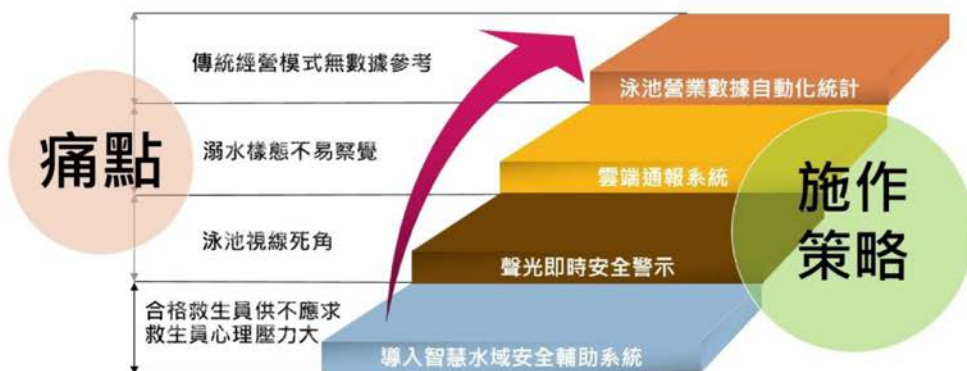 痛點
傳統經營模式無數據參考
溺水樣態不易察覺
泳池視線死角
合格救生員供不應求
救生員心理壓力大
泳池營業數據自動化統計
雲端通報系統
聲光即時安全警示
導入智慧水域安全輔助系統
施作
策略